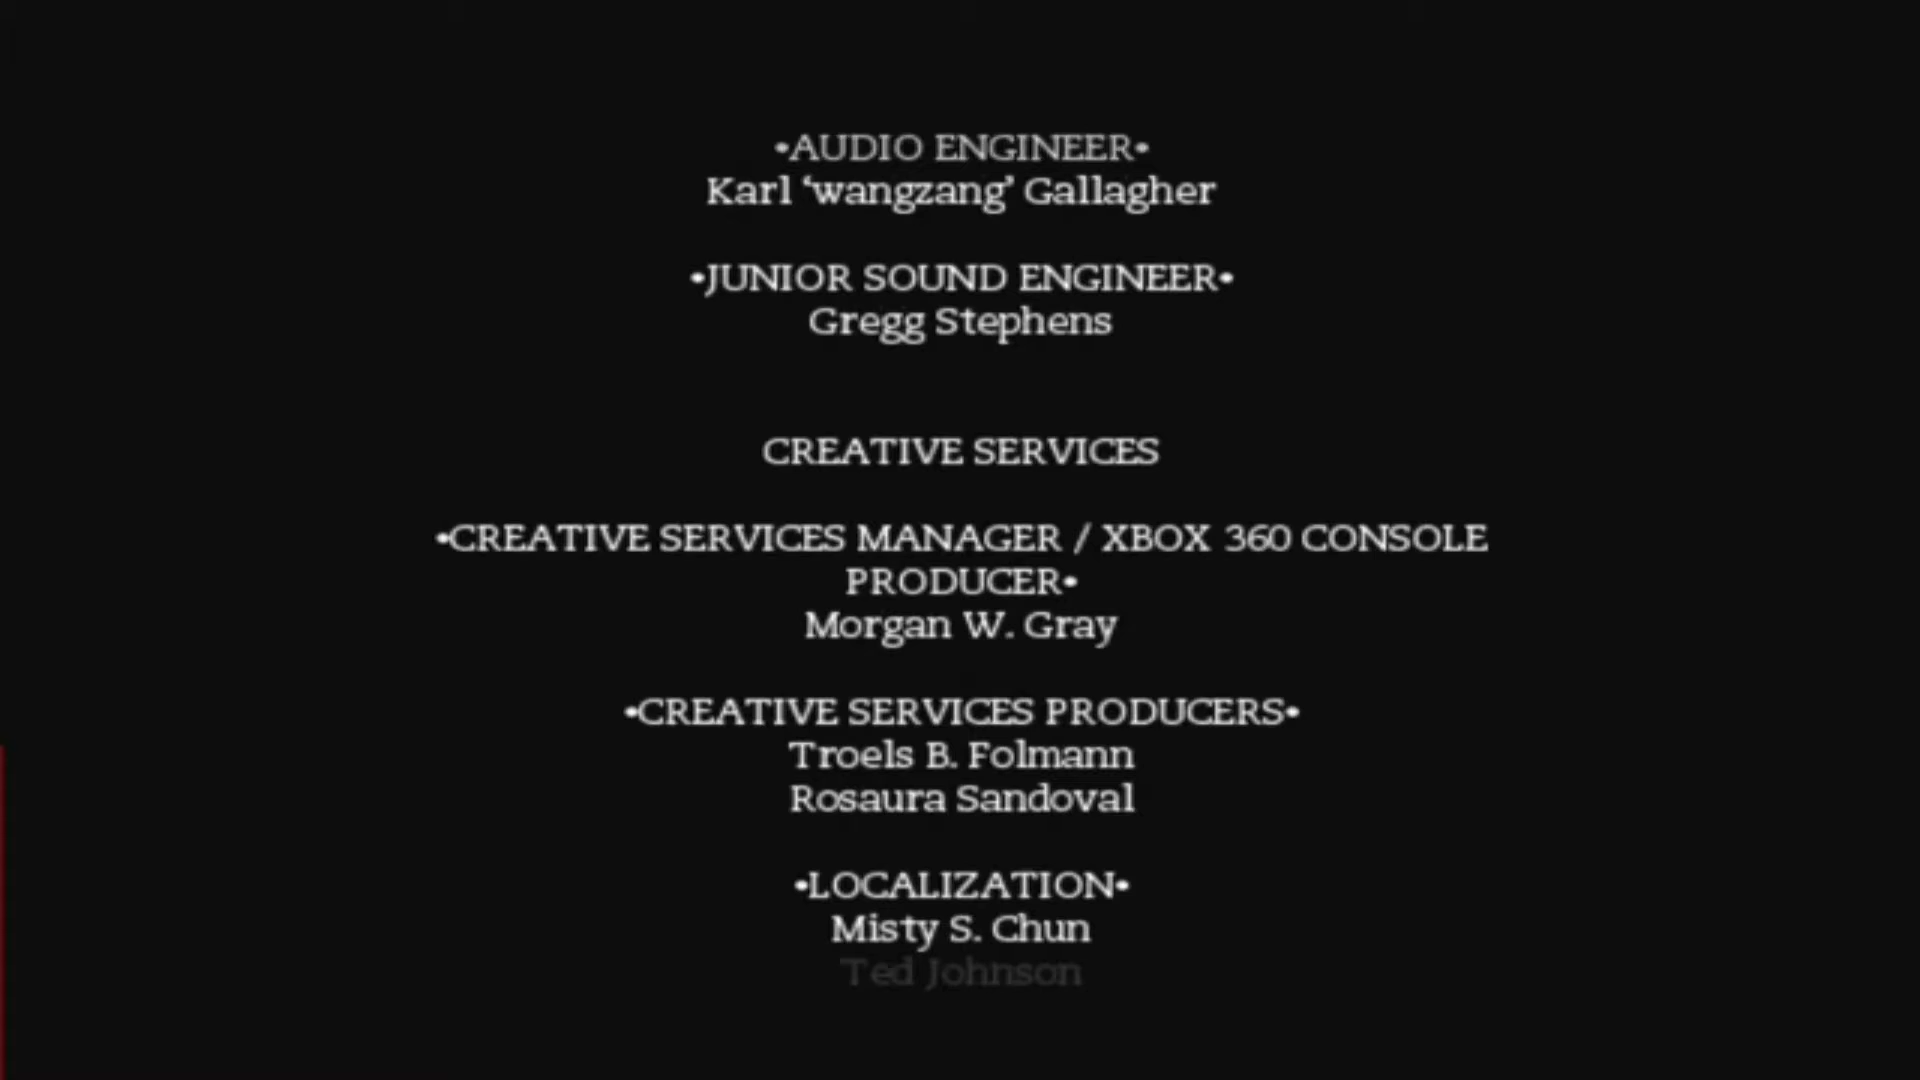 •AUDIO ENGINEER•
Karl ‘wangzang’ Gallagher
•JUNIOR SOUND ENGINEER•
Gregg Stephens
CREATIVE SERVICES
•CREATIVE SERVICES MANAGER / XBOX 360 CONSOLE
PRODUCER•
Morgan W. Gray
•CREATIVE SERVICES PRODUCERS•
Troels B. Folmann
Rosaura Sandoval
•LOCALIZATION•
Misty S. Chun
Ted Johnson